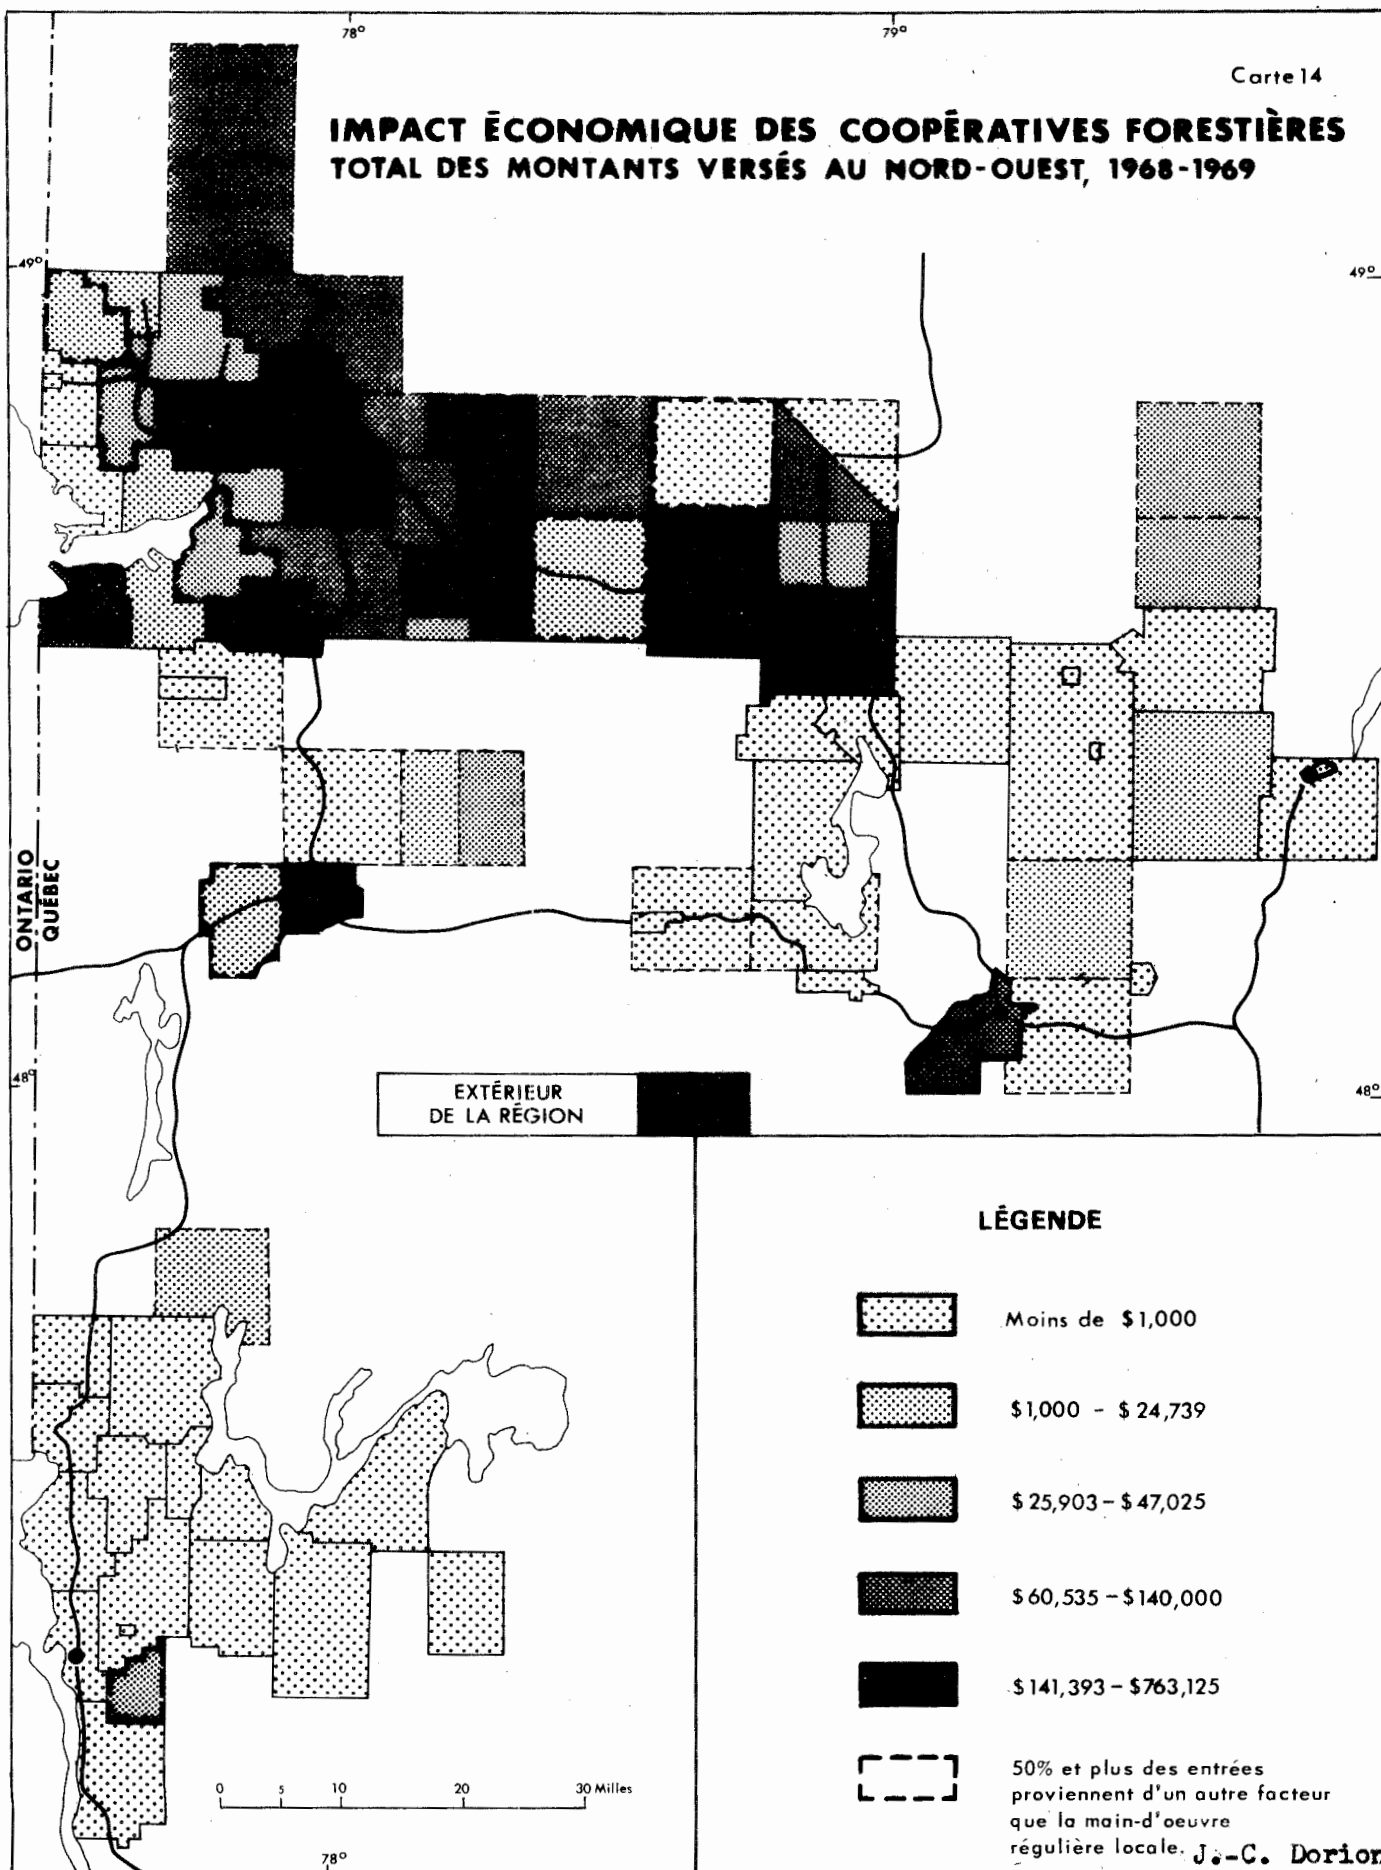 78°
79°
Carte 14
IMPACT ÉCONOMIQUE DES COOPÉRATIVES FORESTIÈRES
TOTAL DES MONTANTS VERSÉS AU NORD-OUEST, 1968-1969
49°
49°
ONTARIO
QUÉBEC
48°
48°
EXTÉRIEUR
DE LA RÉGION
LÉGENDE
Moins de $1,000
$1,000 - $24,739
$25,903-$47,025
$60,535-$140,000
$141,393-$763,125
50% et plus des entrées
proviennent d'un autre facteur
que la main-d'oeuvre
régulière locale.
J.-C. Dorion
0 5 10 20 30 Milles
78°